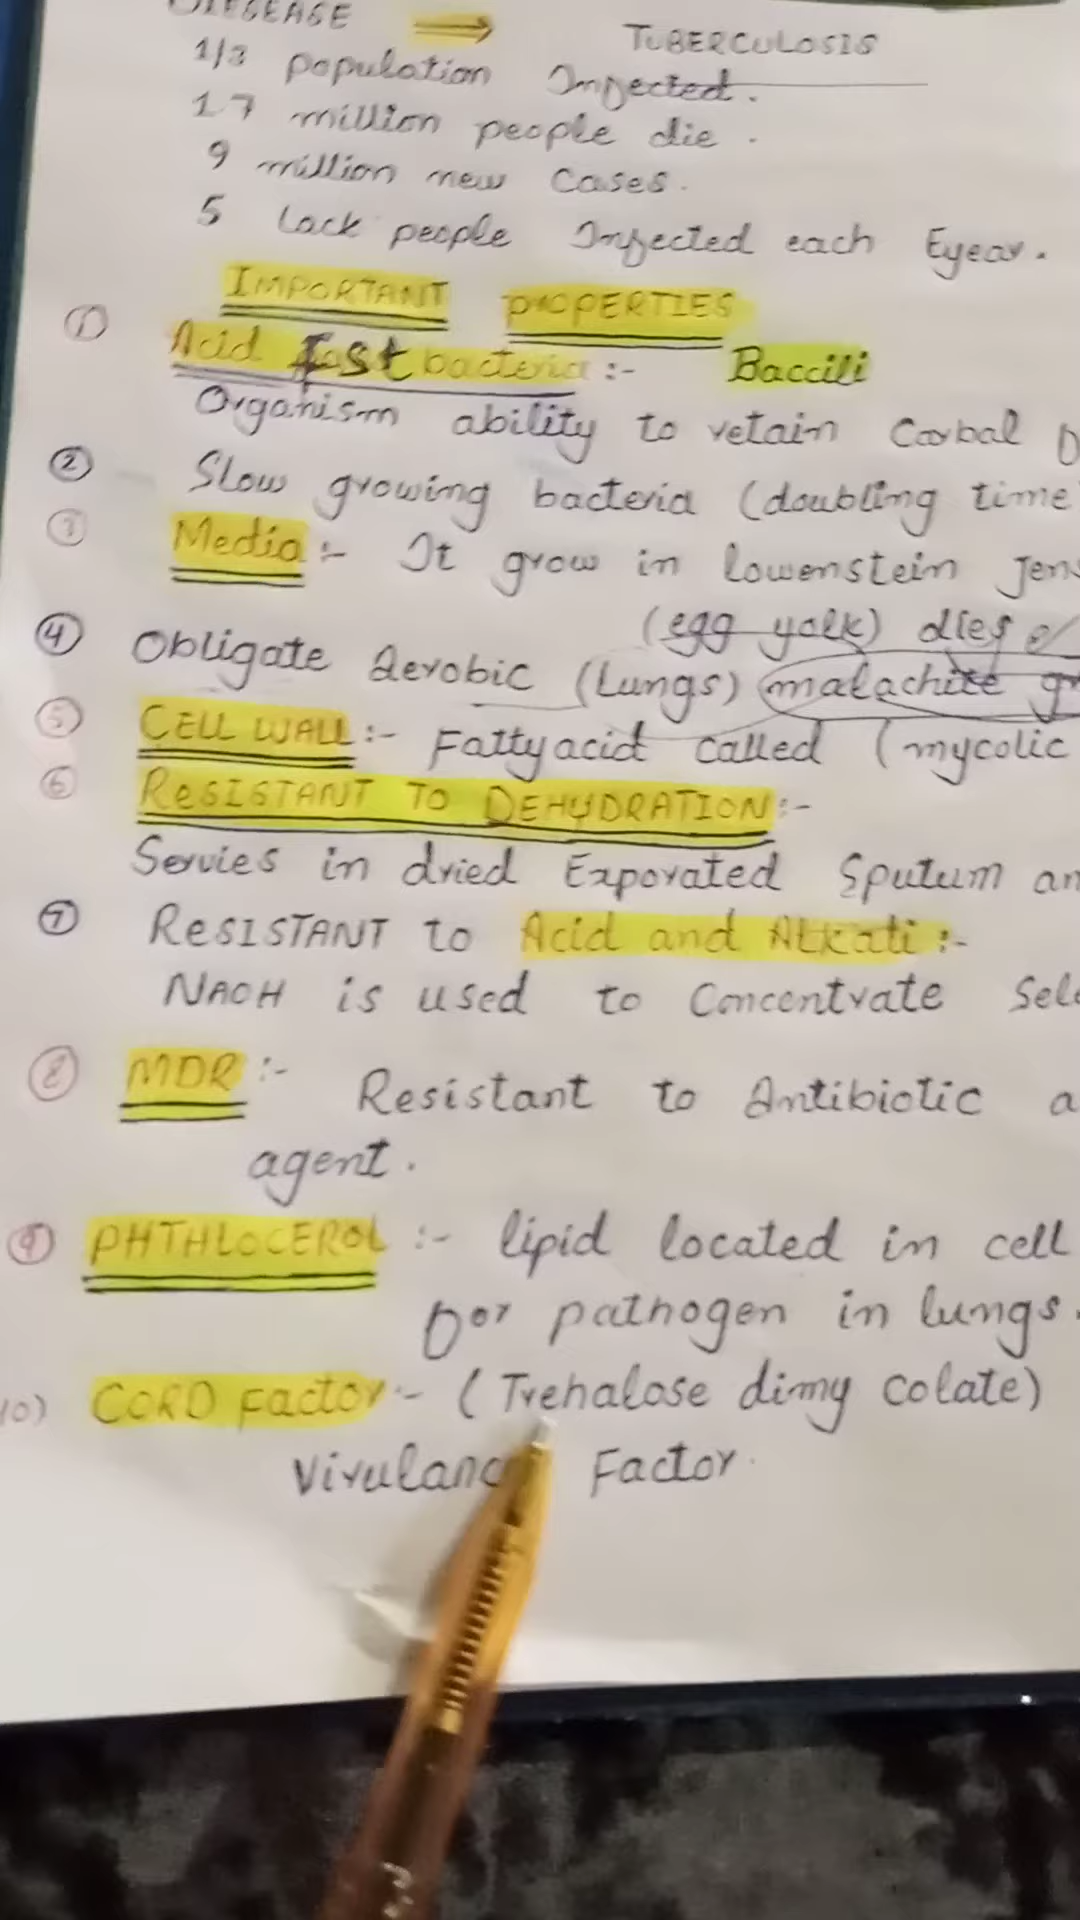 DISEASE TUBERCULOSIS
1/3 population Infected.
1.7 million people die.
9 million new Cases.
5 Lack people Infected each Eyear.
IMPORTANT PROPERTIES
① Acid fast bacteria :- Baccili
Organism ability to retain Carbal
② Slow growing bacteria (doubling time
③ Media :- It grow in lowenstein Jens
(egg yolk) dies
④ Obligate Aerobic (Lungs) malachite gr
⑤ CELL WALL :- Fattyacid called (mycolic
⑥ RESISTANT TO DEHYDRATION :-
Servies in dried Exporated Sputum an
⑦ RESISTANT to Acid and Alkali :-
NAOH is used to Concentrate Sele
⑧ MDR :- Resistant to Antibiotic a
agent.
⑨ PHTHLOCEROL :- lipid located in cell
for pathogen in lungs.
10) CORD Factor :- (Trehalose dimy colate)
Factor.